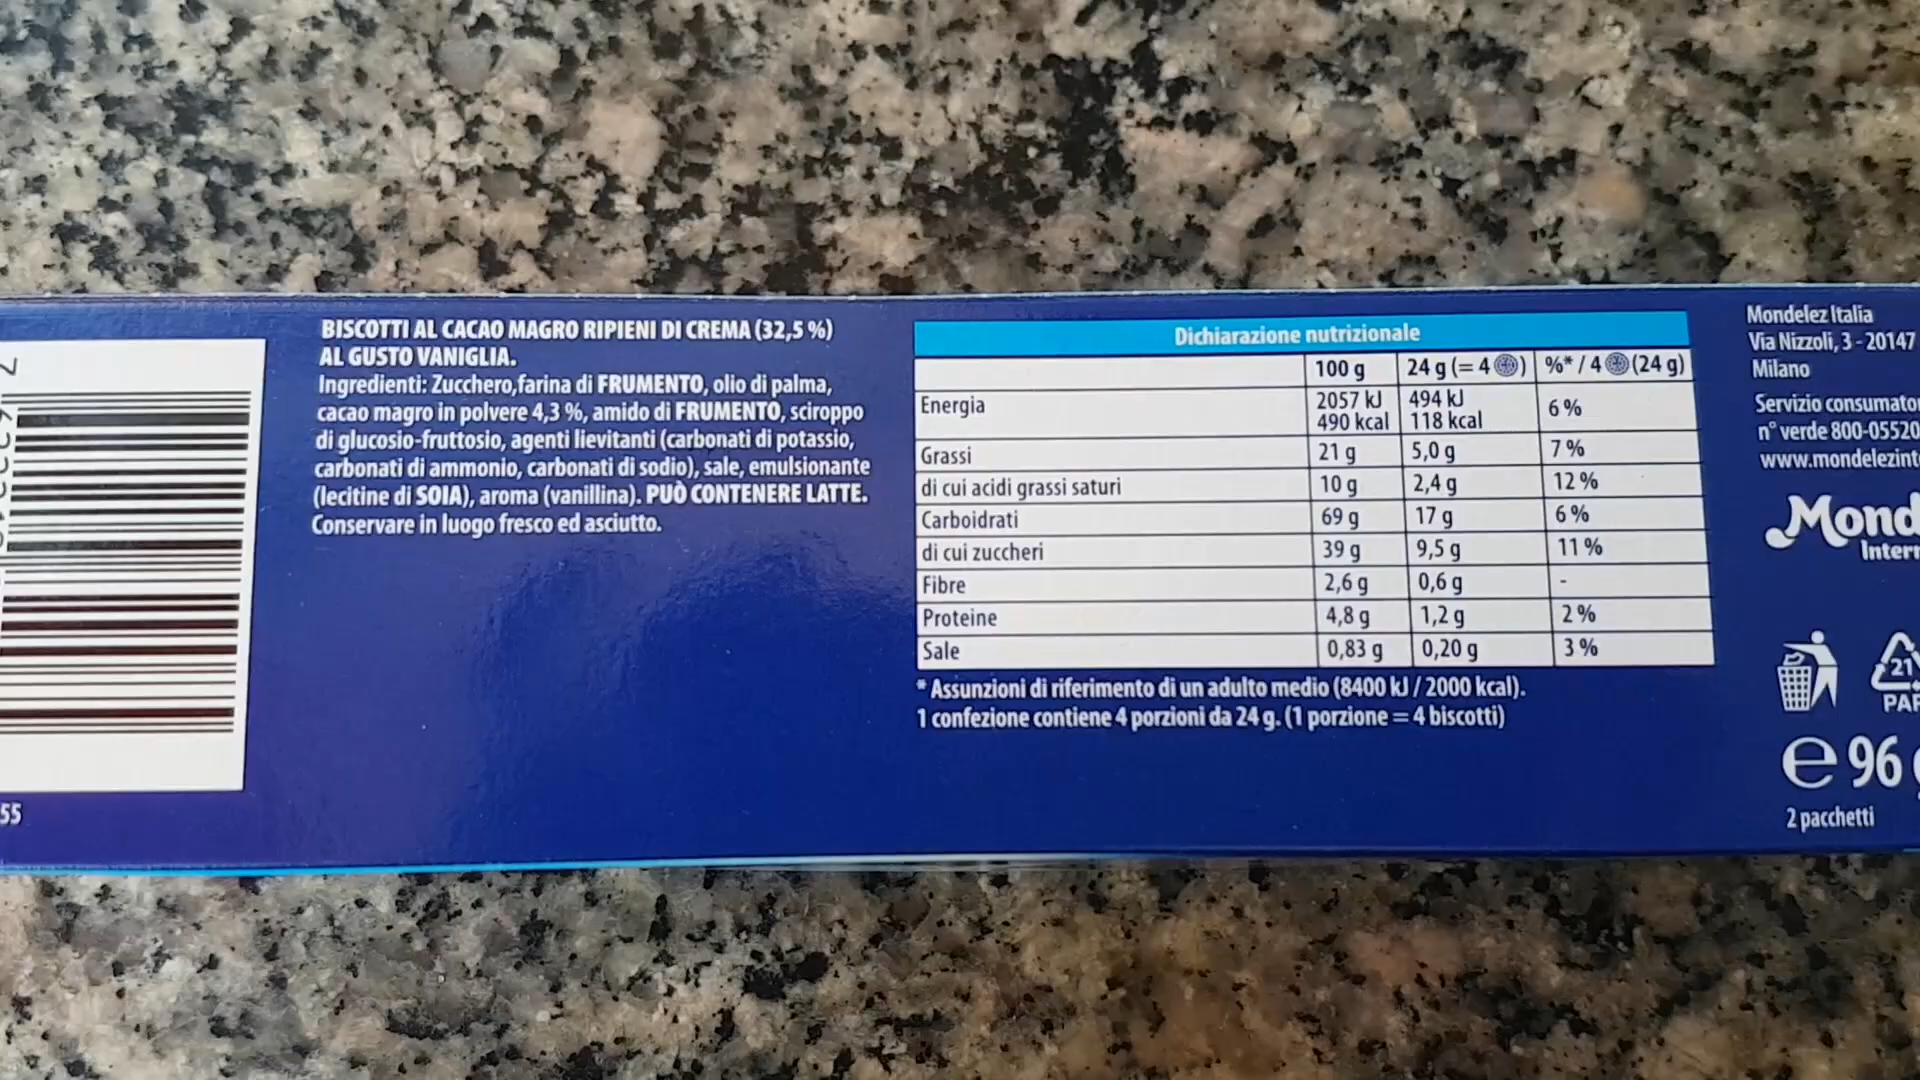 55
BISCOTTI AL CACAO MAGRO RIPIENI DI CREMA (32,5 %)
AL GUSTO VANIGLIA.
Ingredienti: Zucchero, farina di FRUMENTO, olio di palma,
cacao magro in polvere 4,3 %, amido di FRUMENTO, sciroppo
di glucosio-fruttosio, agenti lievitanti (carbonati di potassio,
carbonati di ammonio, carbonati di sodio), sale, emulsionante
(lecitine di SOIA), aroma (vanillina). PUÒ CONTENERE LATTE.
Conservare in luogo fresco ed asciutto.
Dichiarazione nutrizionale
100 g 24 g (= 4 ) %* / 4 (24 g)
Energia 2057 kJ 494 kJ 6 %
490 kcal 118 kcal
Grassi 21 g 5,0 g 7 %
di cui acidi grassi saturi 10 g 2,4 g 12 %
Carboidrati 69 g 17 g 6 %
di cui zuccheri 39 g 9,5 g 11 %
Fibre 2,6 g 0,6 g -
Proteine 4,8 g 1,2 g 2 %
Sale 0,83 g 0,20 g 3 %
* Assunzioni di riferimento di un adulto medio (8400 kJ / 2000 kcal).
1 confezione contiene 4 porzioni da 24 g. (1 porzione = 4 biscotti)
Mondelez Italia
Via Nizzoli, 3 - 20147
Milano
Servizio consumator
n° verde 800-05520
www.mondelezinte
Mond
Intern
21
PAP
e 96 g
2 pacchetti